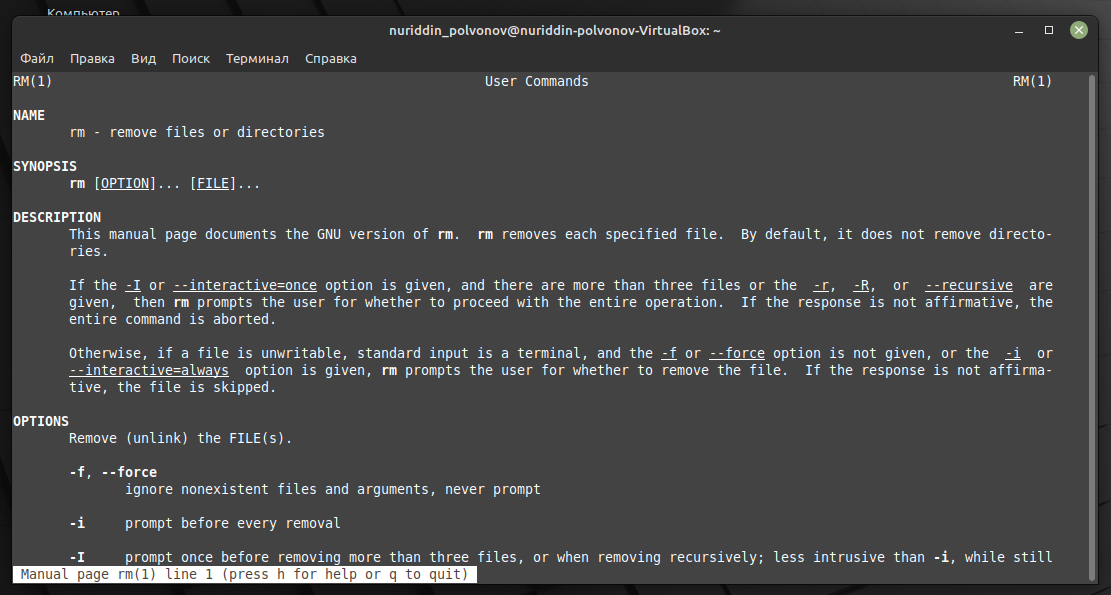 Компьютер
nuriddin_polvonov@nuriddin-polvonov-VirtualBox: ~
Файл Правка Вид Поиск Терминал Справка
RM(1) User Commands RM(1)
NAME
rm - remove files or directories
SYNOPSIS
rm [OPTION]... [FILE]...
DESCRIPTION
This manual page documents the GNU version of rm. rm removes each specified file. By default, it does not remove directo-
ries.
If the -I or --interactive=once option is given, and there are more than three files or the -r, -R, or --recursive are
given, then rm prompts the user for whether to proceed with the entire operation. If the response is not affirmative, the
entire command is aborted.
Otherwise, if a file is unwritable, standard input is a terminal, and the -f or --force option is not given, or the -i or
--interactive=always option is given, rm prompts the user for whether to remove the file. If the response is not affirma-
tive, the file is skipped.
OPTIONS
Remove (unlink) the FILE(s).
-f, --force
ignore nonexistent files and arguments, never prompt
-i prompt before every removal
-I prompt once before removing more than three files, or when removing recursively; less intrusive than -i, while still
Manual page rm(1) line 1 (press h for help or q to quit)